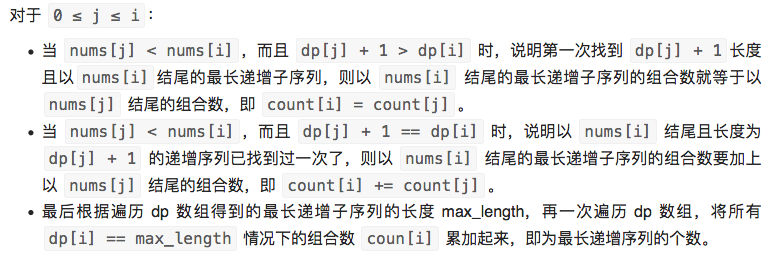 对于 0 ≤ j ≤ i：
• 当 nums[j] < nums[i]，而且 dp[j] + 1 > dp[i] 时，说明第一次找到 dp[j] + 1长度
且以 nums[i] 结尾的最长递增子序列，则以 nums[i] 结尾的最长递增子序列的组合数就等于以
nums[j] 结尾的组合数，即 count[i] = count[j]。
• 当 nums[j] < nums[i]，而且 dp[j] + 1 == dp[i] 时，说明以 nums[i] 结尾且长度为
dp[j] + 1 的递增序列已找到过一次了，则以 nums[i] 结尾的最长递增子序列的组合数要加上
以 nums[j] 结尾的组合数，即 count[i] += count[j]。
• 最后根据遍历 dp 数组得到的最长递增子序列的长度 max_length，再一次遍历 dp 数组，将所有
dp[i] == max_length 情况下的组合数 coun[i] 累加起来，即为最长递增序列的个数。